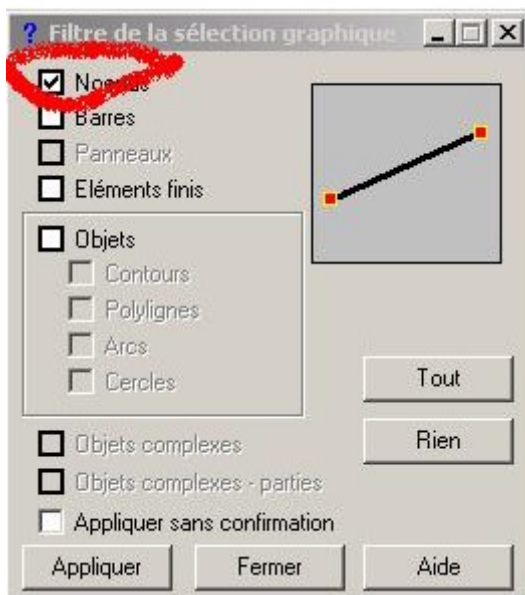 ? Filtre de la sélection graphique
Barres
Panneaux
Eléments finis
Objets
Contours
Polylignes
Arcs
Cercles
Tout
Objets complexes
Rien
Objets complexes - parties
Appliquer sans confirmation
Appliquer Fermer Aide